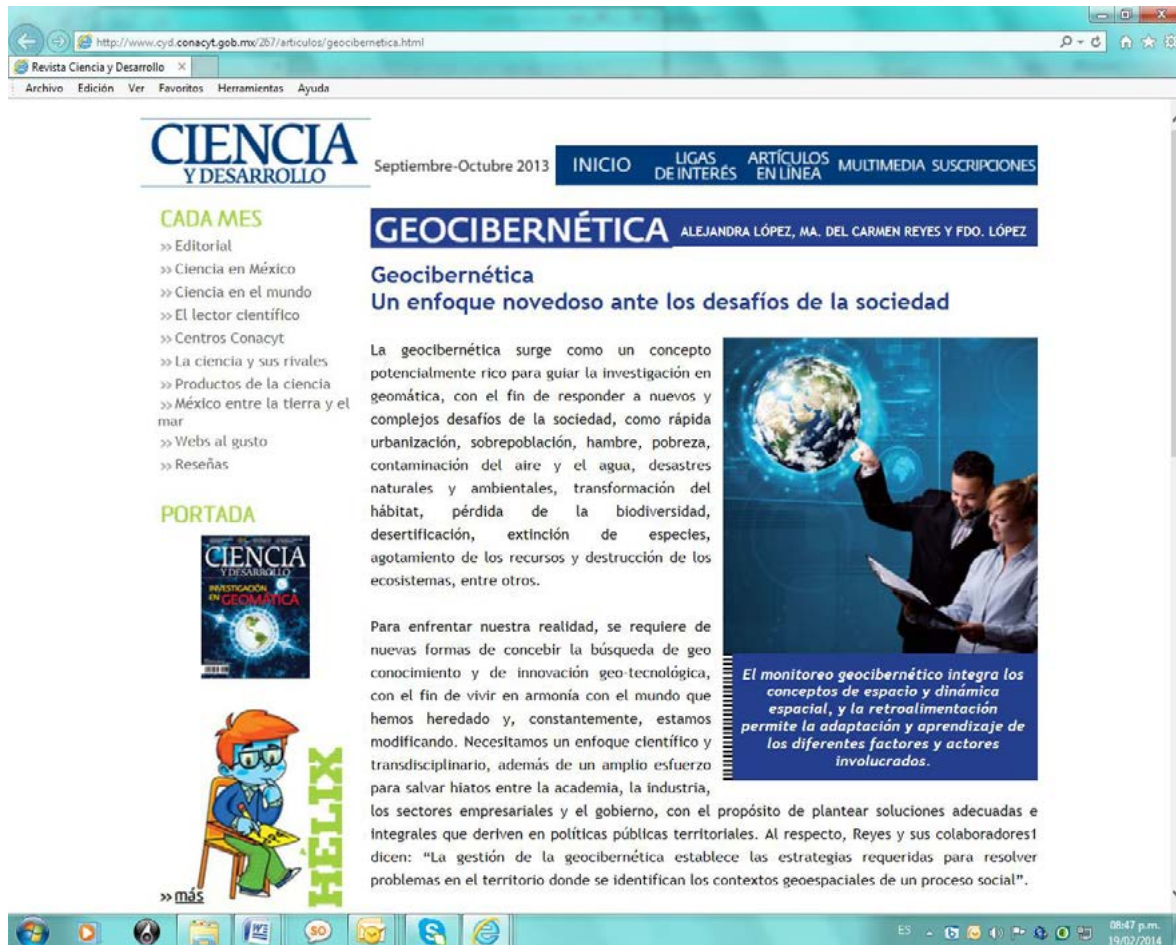 http://www.cyd.conacyt.gob.mx/267/articulos/geocibernetica.html
Revista Ciencia y Desarrollo
Archivo Edición Ver Favoritos Herramientas Ayuda
CIENCIA
Y DESARROLLO
Septiembre-Octubre 2013
INICIO
LIGAS
DE INTERÉS
ARTÍCULOS
EN LÍNEA
MULTIMEDIA
SUSCRIPCIONES
CADA MES
» Editorial
» Ciencia en México
» Ciencia en el mundo
» El lector científico
» Centros Conacyt
» La ciencia y sus rivales
» Productos de la ciencia
» México entre la tierra y el
mar
» Webs al gusto
» Reseñas
PORTADA
CIENCIA
Y DESARROLLO
INVESTIGACIÓN
EN GEOMÁTICA
HÉLIX
» más
GEOCIBERNÉTICA ALEJANDRA LÓPEZ, MA. DEL CARMEN REYES Y FDO. LÓPEZ
Geocibernética
Un enfoque novedoso ante los desafíos de la sociedad
La geocibernética surge como un concepto
potencialmente rico para guiar la investigación en
geomática, con el fin de responder a nuevos y
complejos desafíos de la sociedad, como rápida
urbanización, sobrepoblación, hambre, pobreza,
contaminación del aire y el agua, desastres
naturales y ambientales, transformación del
hábitat, pérdida de la biodiversidad,
desertificación, extinción de especies,
agotamiento de los recursos y destrucción de los
ecosistemas, entre otros.
Para enfrentar nuestra realidad, se requiere de
nuevas formas de concebir la búsqueda de geo
conocimiento y de innovación geo-tecnológica,
con el fin de vivir en armonía con el mundo que
hemos heredado y, constantemente, estamos
modificando. Necesitamos un enfoque científico y
transdisciplinario, además de un amplio esfuerzo
para salvar hiatos entre la academia, la industria,
los sectores empresariales y el gobierno, con el propósito de plantear soluciones adecuadas e
integrales que deriven en políticas públicas territoriales. Al respecto, Reyes y sus colaboradores1
dicen: “La gestión de la geocibernética establece las estrategias requeridas para resolver
problemas en el territorio donde se identifican los contextos geoespaciales de un proceso social”.
El monitoreo geocibernético integra los
conceptos de espacio y dinámica
espacial, y la retroalimentación
permite la adaptación y aprendizaje de
los diferentes factores y actores
involucrados.
SO
ES
08:47 p.m.
19/02/2014